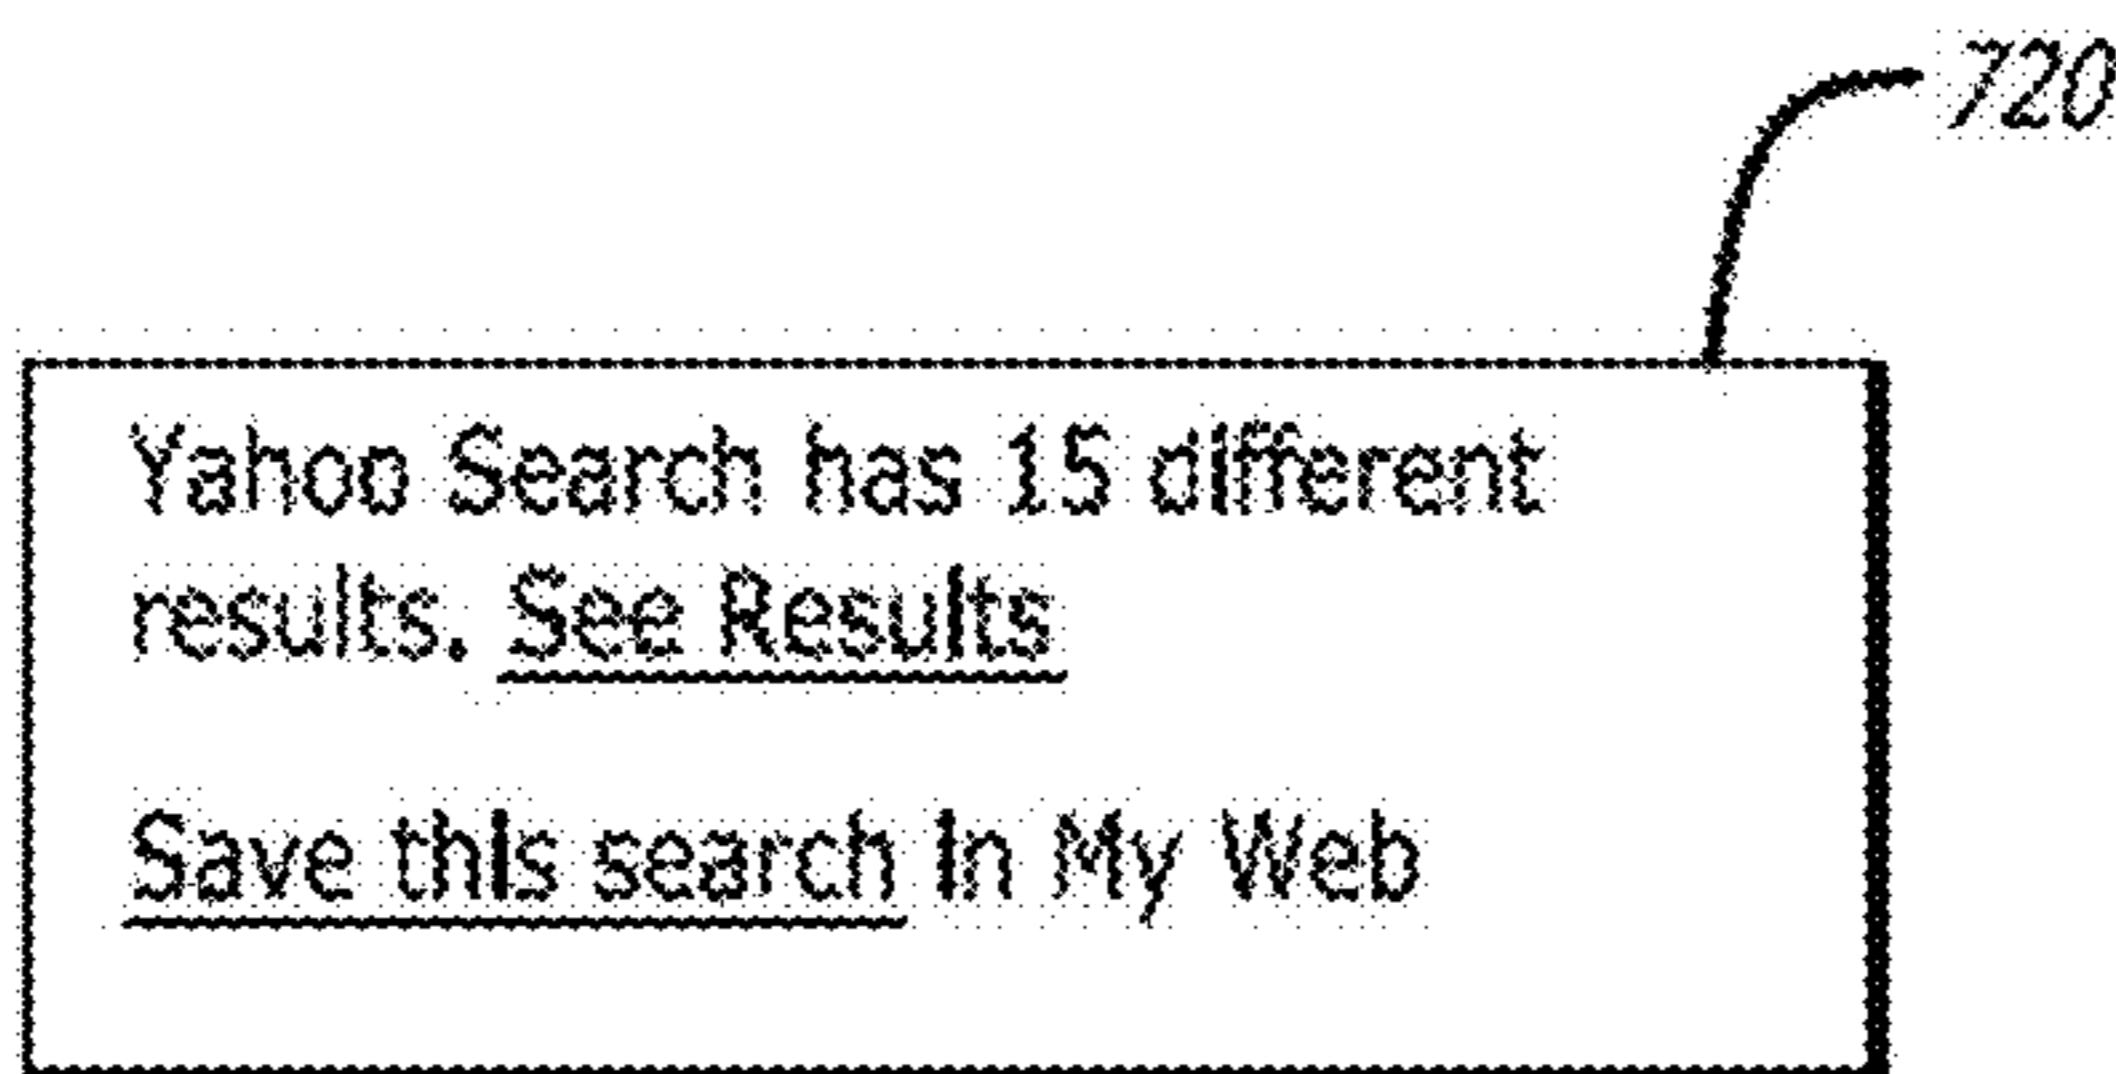 720
Yahoo Search has 15 different
results. See Results
Save this search in My Web